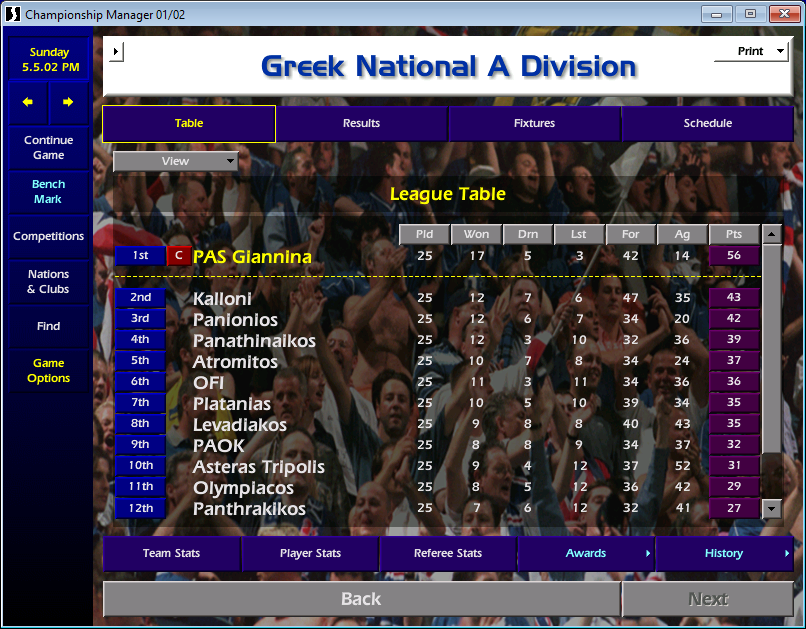 Championship Manager 01/02
Sunday
5.5.02 PM
Continue
Game
Bench
Mark
Competitions
Nations
& Clubs
Find
Game
Options
Greek National A Division
Print
Table Results Fixtures Schedule
View
League Table
Pld Won Drn Lst For Ag Pts
1st C PAS Giannina 25 17 5 3 42 14 56
2nd Kalloni 25 12 7 6 47 35 43
3rd Panionios 25 12 6 7 34 20 42
4th Panathinaikos 25 12 3 10 32 36 39
5th Atromitos 25 10 7 8 34 24 37
6th OFI 25 11 3 11 34 36 36
7th Platanias 25 10 5 10 39 34 35
8th Levadiakos 25 9 8 8 40 43 35
9th PAOK 25 8 8 9 34 37 32
10th Asteras Tripolis 25 9 4 12 37 52 31
11th Olympiacos 25 8 5 12 36 42 29
12th Panthrakikos 25 7 6 12 32 41 27
Team Stats Player Stats Referee Stats Awards History
Back Next